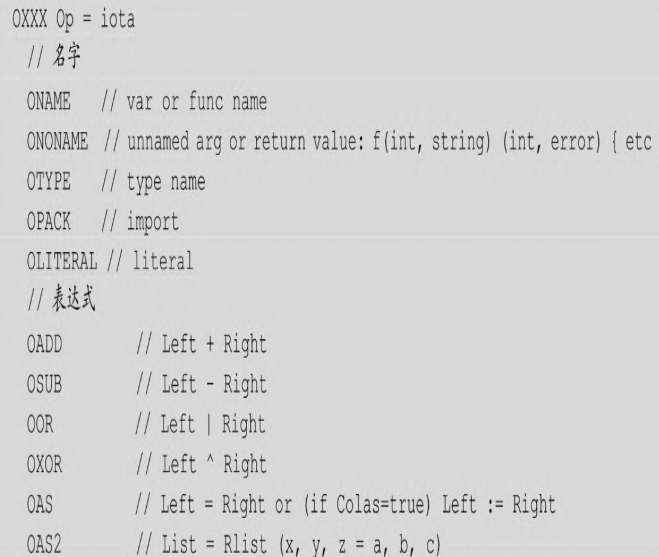 OXXX Op = iota
// 名字
ONAME // var or func name
ONONAME // unnamed arg or return value: f(int, string) (int, error) { etc
OTYPE // type name
OPACK // import
OLITERAL // literal
// 表达式
OADD // Left + Right
OSUB // Left - Right
OOR // Left | Right
OXOR // Left ^ Right
OAS // Left = Right or (if Colas=true) Left := Right
OAS2 // List = Rlist (x, y, z = a, b, c)